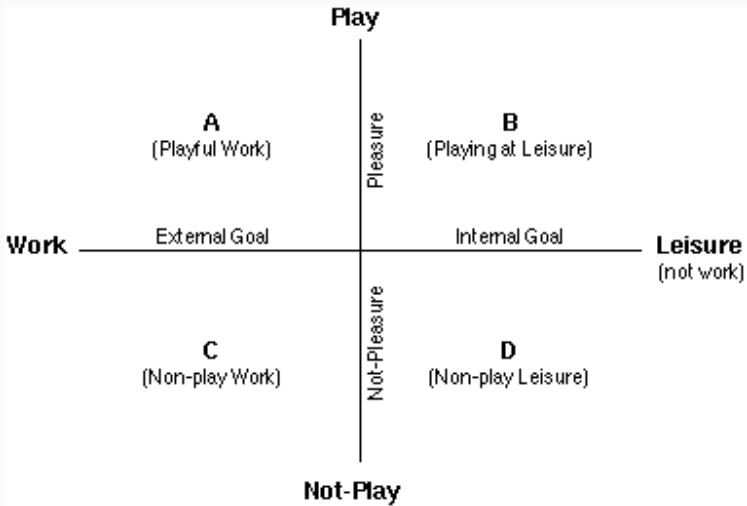 Play
A
(Playful Work)
Pleasure
B
(Playing at Leisure)
Work
External Goal
Internal Goal
Leisure
(not work)
C
(Non-play Work)
Not-Pleasure
D
(Non-play Leisure)
Not-Play